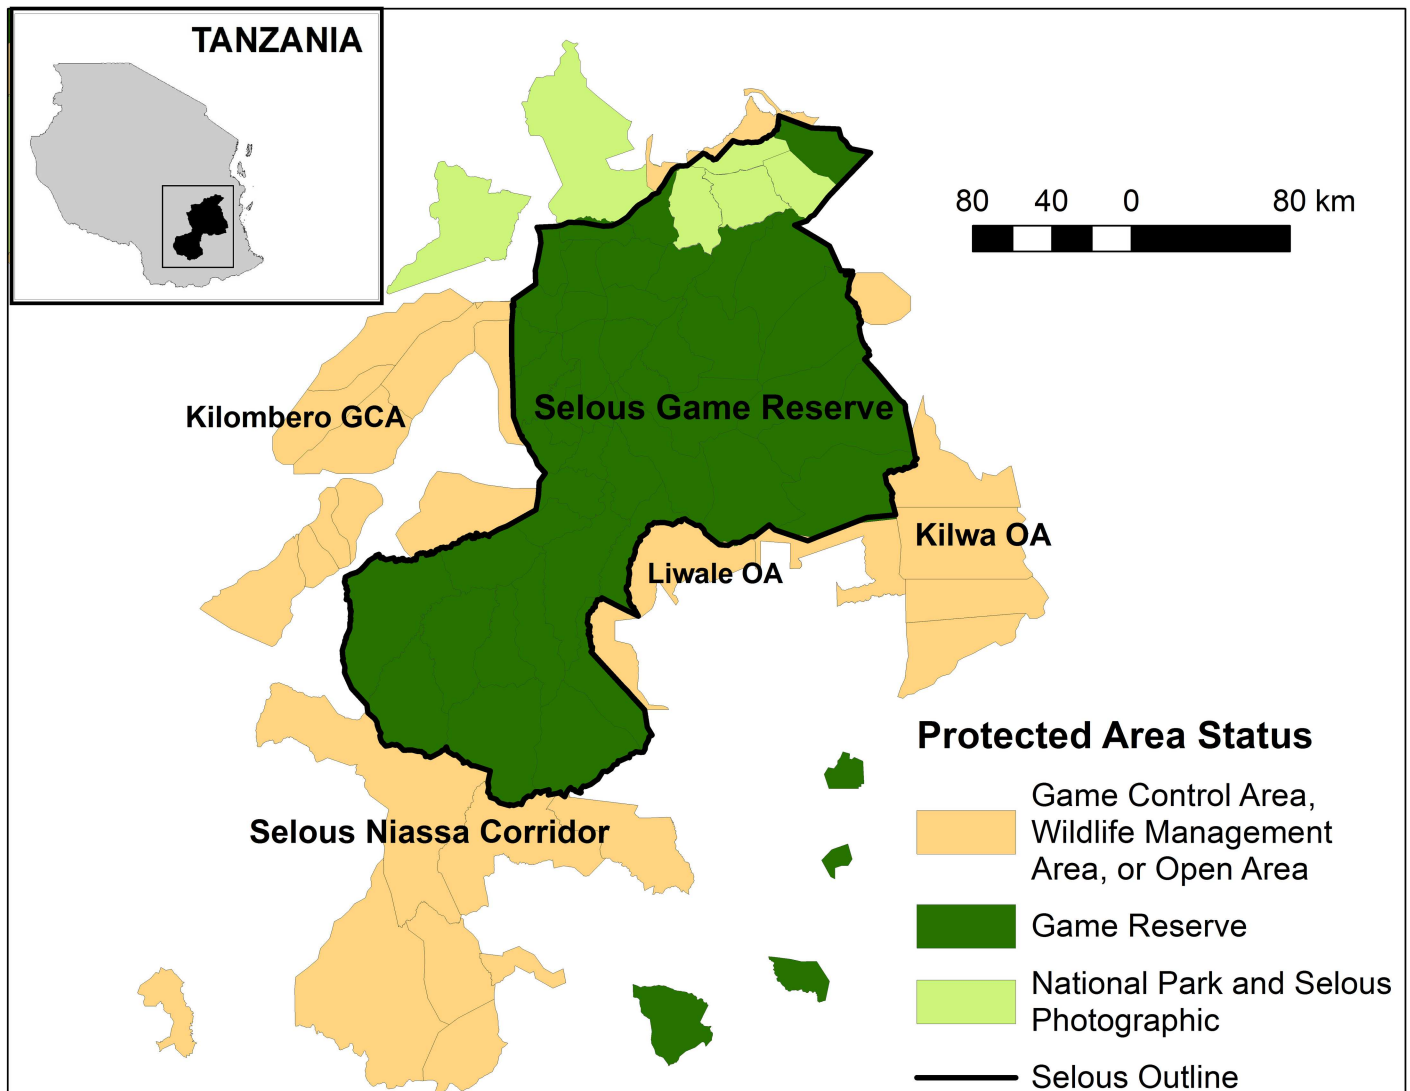 TANZANIA
80 40 0 80 km
Kilombero GCA
Selous Game Reserve
Kilwa OA
Liwale OA
Selous Niassa Corridor
Protected Area Status
Game Control Area,
Wildlife Management
Area, or Open Area
Game Reserve
National Park and Selous
Photographic
Selous Outline